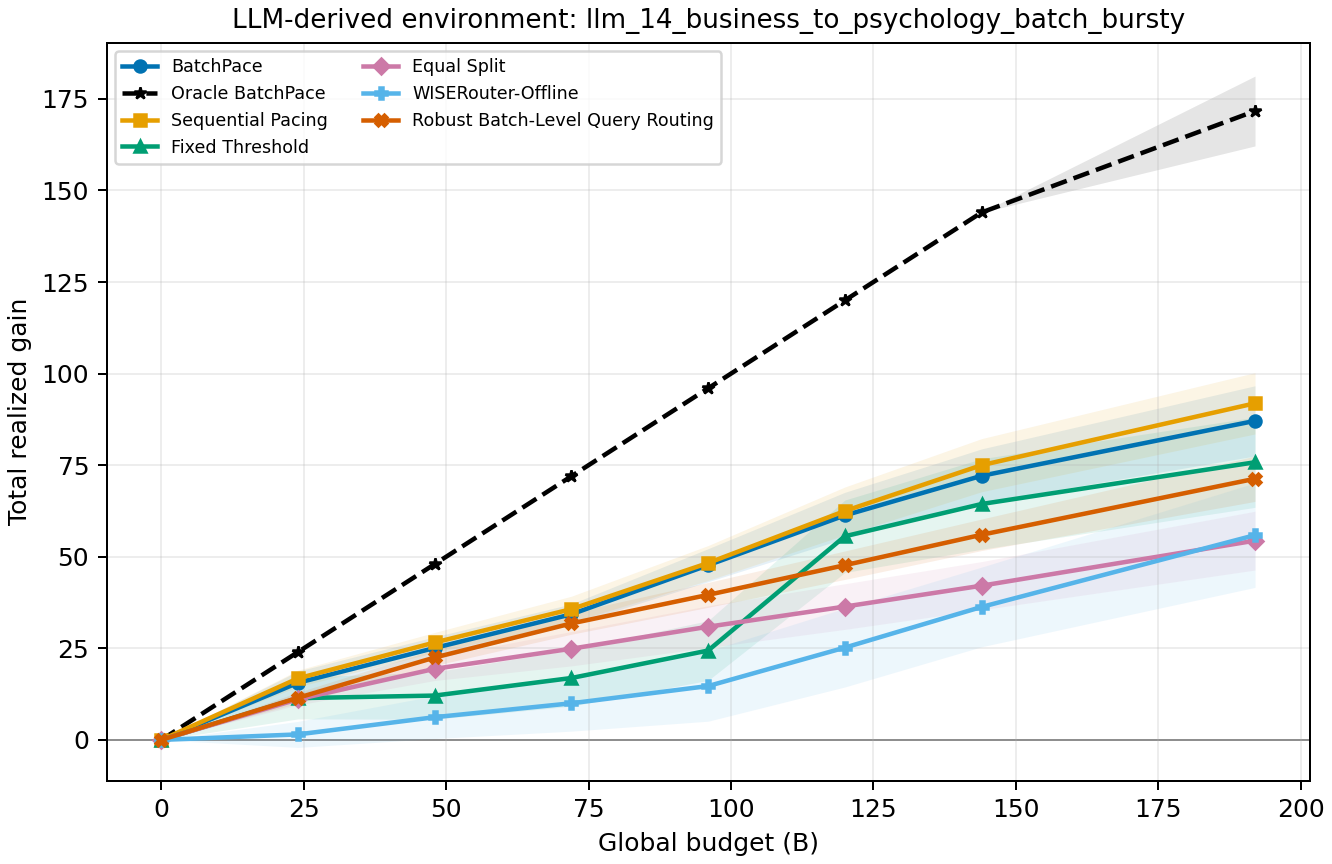 LLM-derived environment: llm_14_business_to_psychology_batch_bursty
BatchPace
Oracle BatchPace
Sequential Pacing
Fixed Threshold
Equal Split
WISERouter-Offline
Robust Batch-Level Query Routing
Total realized gain
175
150
125
100
75
50
25
0
0 25 50 75 100 125 150 175 200
Global budget (B)